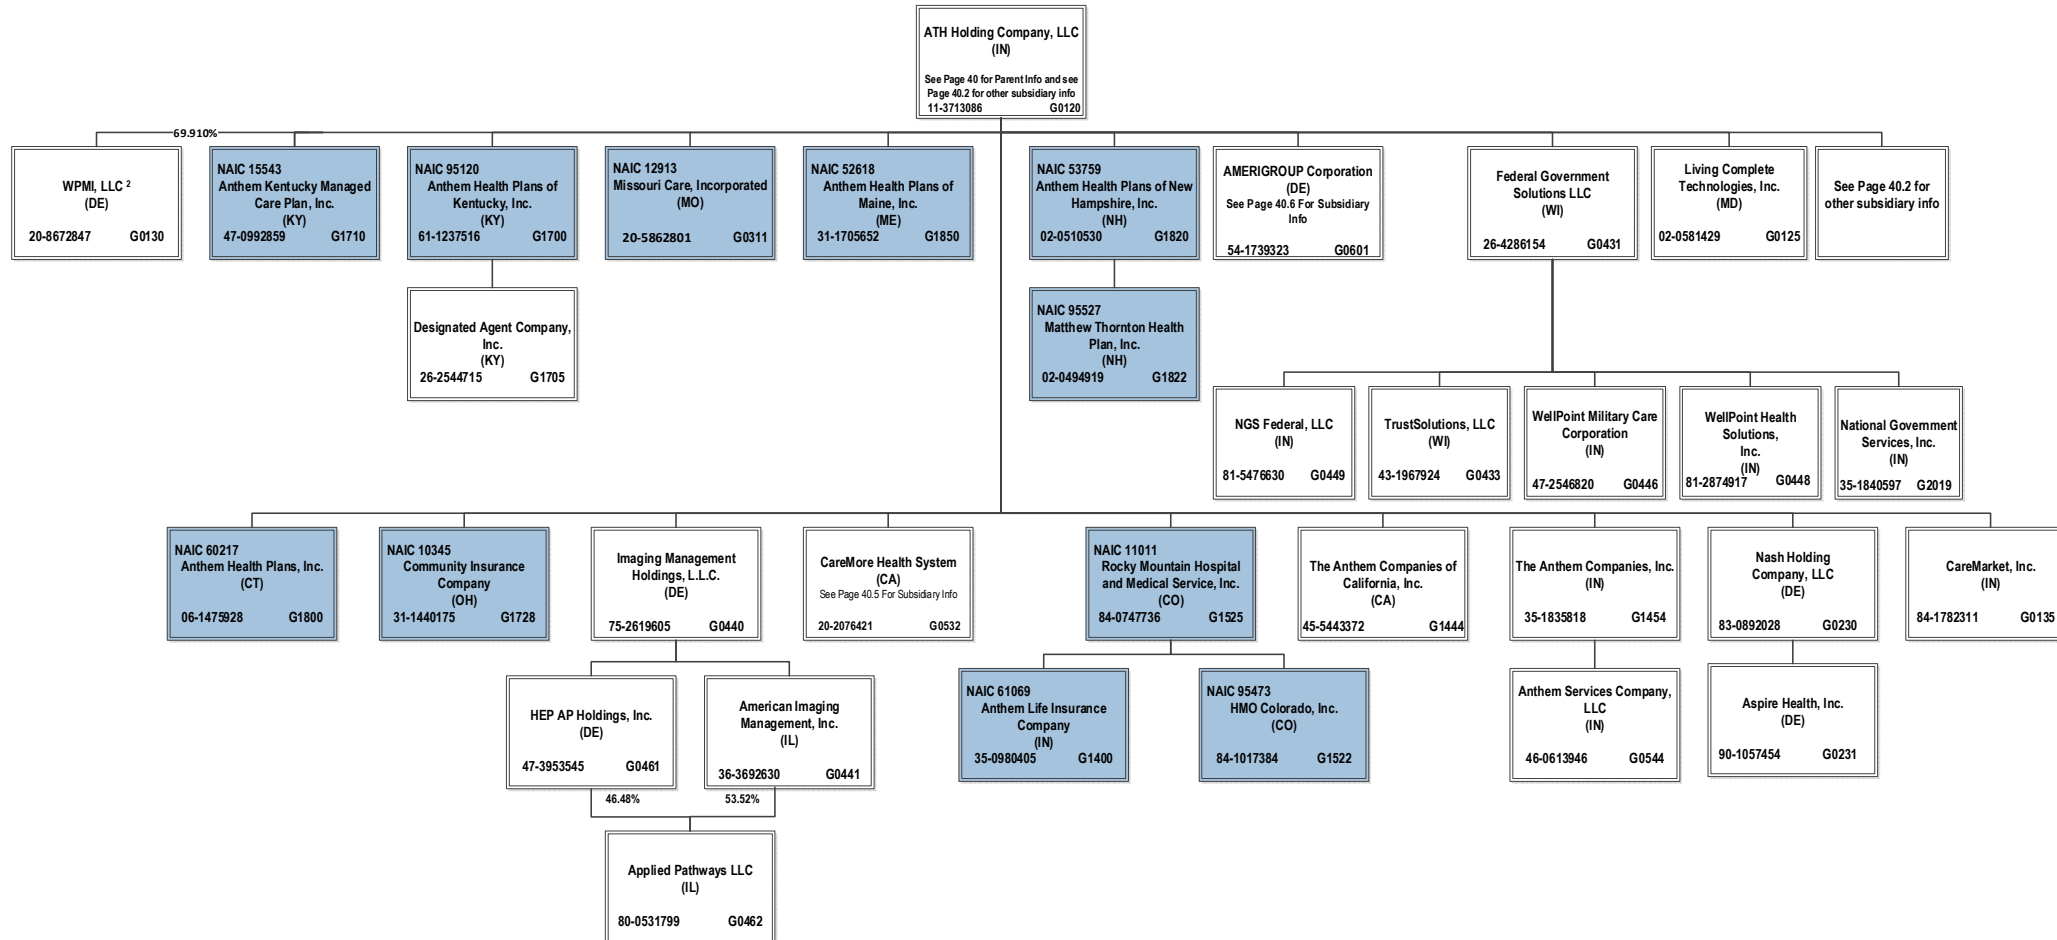 ATH Holding Company, LLC
(IN)
See Page 40 for Parent Info and see
Page 40.2 for other subsidiary info
11-3713086 G0120
69.910%
WPMI, LLC 2
(DE)
20-8672847 G0130
NAIC 15543
Anthem Kentucky Managed
Care Plan, Inc.
(KY)
47-0992859 G1710
NAIC 95120
Anthem Health Plans of
Kentucky, Inc.
(KY)
61-1237516 G1700
NAIC 12913
Missouri Care, Incorporated
(MO)
20-5862801 G0311
NAIC 52618
Anthem Health Plans of
Maine, Inc.
(ME)
31-1705652 G1850
NAIC 53759
Anthem Health Plans of New
Hampshire, Inc.
(NH)
02-0510530 G1820
AMERIGROUP Corporation
(DE)
See Page 40.6 For Subsidiary
Info
54-1739323 G0601
Federal Government
Solutions LLC
(WI)
26-4286154 G0431
Living Complete
Technologies, Inc.
(MD)
02-0581429 G0125
See Page 40.2 for
other subsidiary info
Designated Agent Company,
Inc.
(KY)
26-2544715 G1705
NAIC 95527
Matthew Thornton Health
Plan, Inc.
(NH)
02-0494919 G1822
NGS Federal, LLC
(IN)
81-5476630 G0449
TrustSolutions, LLC
(WI)
43-1967924 G0433
WellPoint Military Care
Corporation
(IN)
47-2546820 G0446
WellPoint Health
Solutions,
Inc.
(IN)
81-2874917 G0448
National Government
Services, Inc.
(IN)
35-1840597 G2019
NAIC 60217
Anthem Health Plans, Inc.
(CT)
06-1475928 G1800
NAIC 10345
Community Insurance
Company
(OH)
31-1440175 G1728
Imaging Management
Holdings, L.L.C.
(DE)
75-2619605 G0440
CareMore Health System
(CA)
See Page 40.5 For Subsidiary Info
20-2076421 G0532
NAIC 11011
Rocky Mountain Hospital
and Medical Service, Inc.
(CO)
84-0747736 G1525
The Anthem Companies of
California, Inc.
(CA)
45-5443372 G1444
The Anthem Companies, Inc.
(IN)
35-1835818 G1454
Nash Holding
Company, LLC
(DE)
83-0892028 G0230
CareMarket, Inc.
(IN)
84-1782311 G0135
HEP AP Holdings, Inc.
(DE)
47-3953545 G0461
American Imaging
Management, Inc.
(IL)
36-3692630 G0441
NAIC 61069
Anthem Life Insurance
Company
(IN)
35-0980405 G1400
NAIC 95473
HMO Colorado, Inc.
(CO)
84-1017384 G1522
Anthem Services Company,
LLC
(IN)
46-0613946 G0544
Aspire Health, Inc.
(DE)
90-1057454 G0231
46.48% 53.52%
Applied Pathways LLC
(IL)
80-0531799 G0462